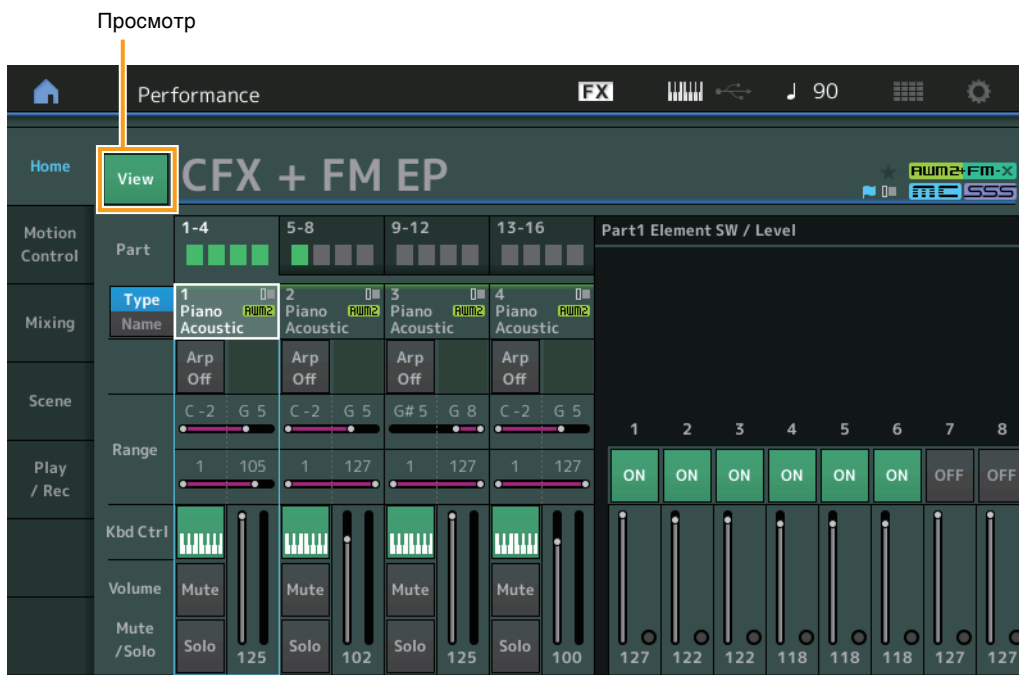 Просмотр
Performance FX 90
Home View CFX + FM EP AWM2+FM-X
MC SSS
Motion Control
Part 1-4 5-8 9-12 13-16 Part1 Element SW / Level
Type Name
1 Piano AWM2 Acoustic
2 Piano AWM2 Acoustic
3 Piano AWM2 Acoustic
4 Piano AWM2 Acoustic
Mixing
Arp Off Arp Off Arp Off Arp Off
Scene
Range
C -2 G 5 C -2 G 5 G# 5 G 8 C -2 G 5
1 2 3 4 5 6 7 8
1 105 1 127 1 127 1 127
Play / Rec
ON ON ON ON ON ON OFF OFF
Kbd Ctrl
Volume Mute Mute Mute Mute
Mute /Solo Solo 125 Solo 102 Solo 125 Solo 100
127 122 122 118 118 118 127 127